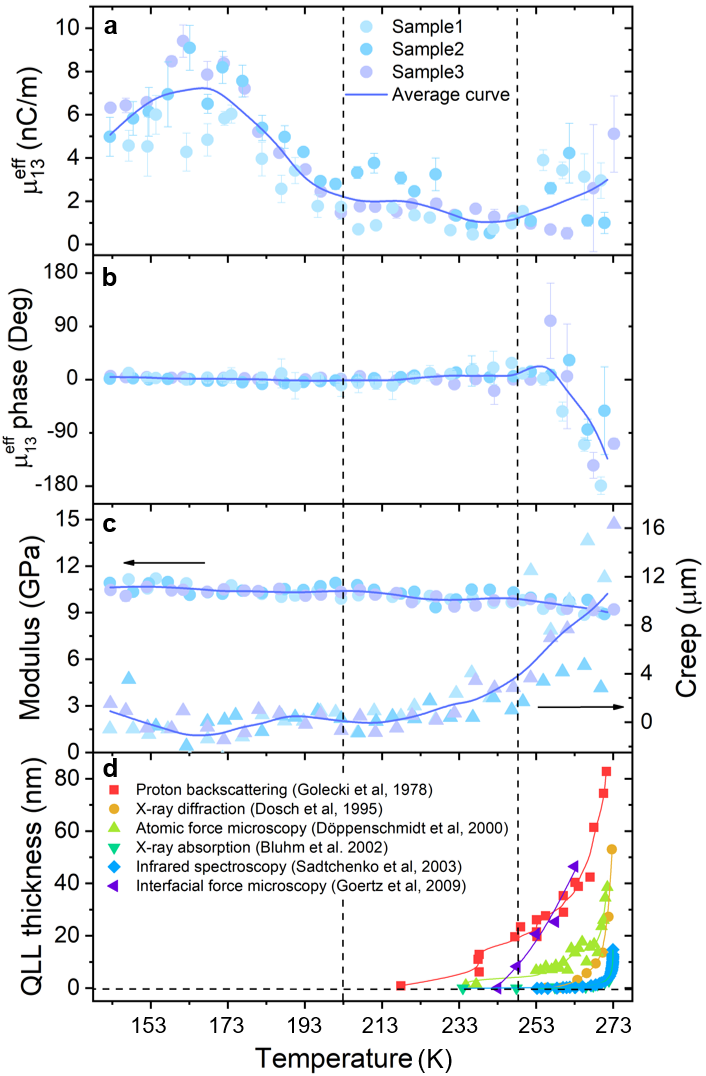 a
Sample1
Sample2
Sample3
Average curve
10
8
6
4
2
0
μ13eff (nC/m)
b
180
90
0
-90
-180
μ13eff phase (Deg)
c
15
12
9
6
3
0
Modulus (GPa)
16
12
8
4
0
Creep (μm)
d
Proton backscattering (Golecki et al, 1978)
X-ray diffraction (Dosch et al, 1995)
Atomic force microscopy (Döppenschmidt et al, 2000)
X-ray absorption (Bluhm et al. 2002)
Infrared spectroscopy (Sadtchenko et al, 2003)
Interfacial force microscopy (Goertz et al, 2009)
80
60
40
20
0
QLL thickness (nm)
153 173 193 213 233 253 273
Temperature (K)